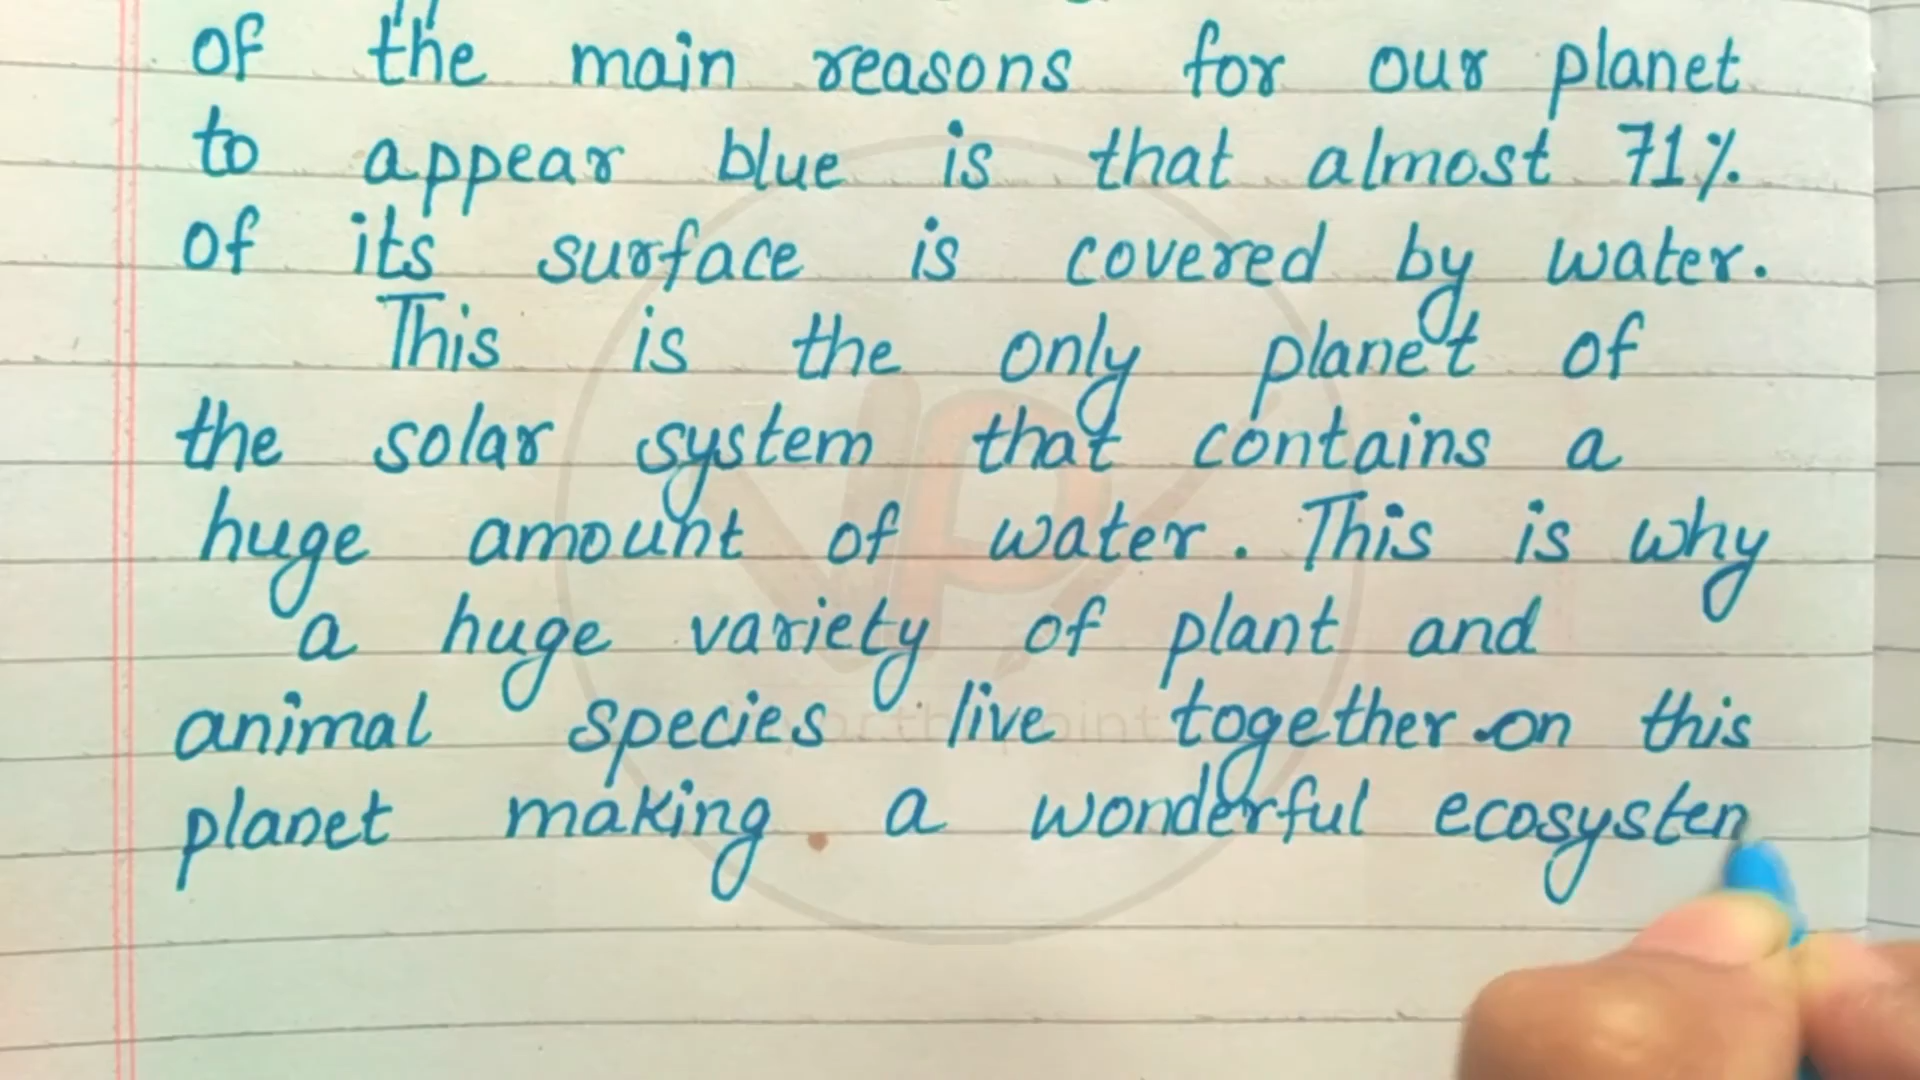 of the main reasons for our planet
to appear blue is that almost 71%
of its surface is covered by water.
This is the only planet of
the solar system that contains a
huge amount of water. This is why
a huge variety of plant and
animal species live together on this
planet making a wonderful ecosysten
VP